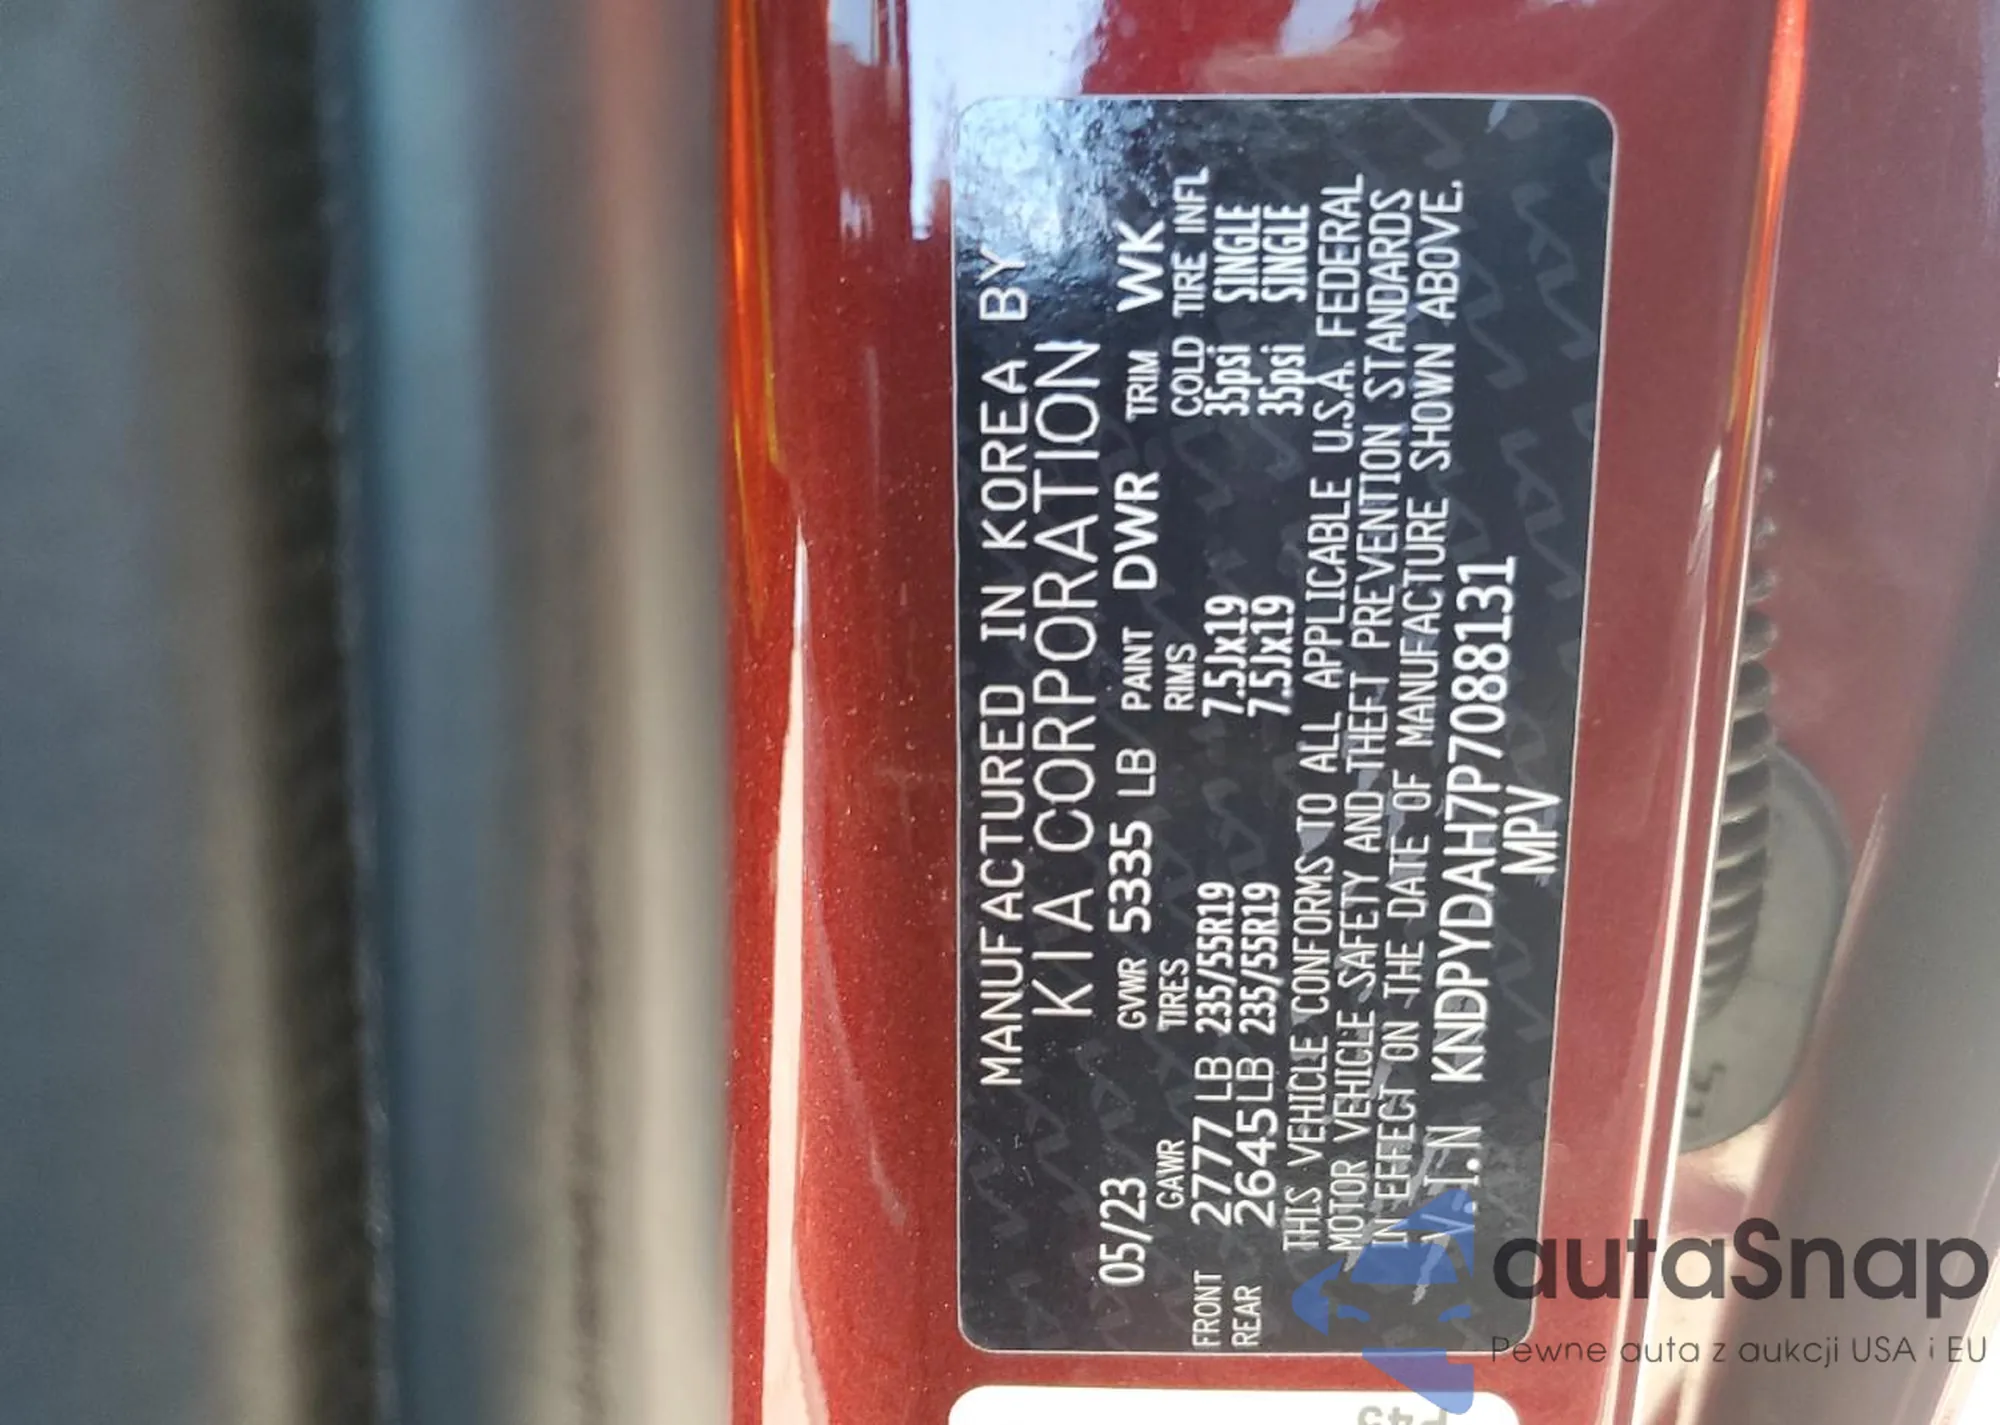 MANUFACTURED IN KOREA BY
KIA CORPORATION
05/23 GVWR 5335 LB PAINT DWR TRIM WK
GAWR TIRES RIMS COLD TIRE INFL
FRONT 2777 LB 235/55R19 7.5Jx19 35psi SINGLE
REAR 2645LB 235/55R19 7.5Jx19 35psi SINGLE
THIS VEHICLE CONFORMS TO ALL APPLICABLE U.S.A. FEDERAL
MOTOR VEHICLE SAFETY AND THEFT PREVENTION STANDARDS
IN EFFECT ON THE DATE OF MANUFACTURE SHOWN ABOVE.
V.I.N KNDPYDAH7P7088131
MPV
autaSnap
Pewne auta z aukcji USA i EU